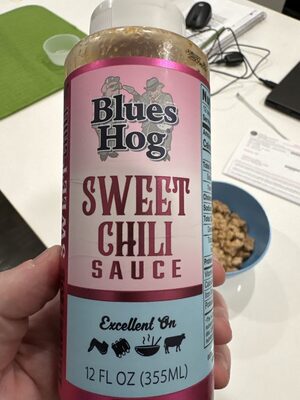 Blues
Hog
SWEET
CHILI
SAUCE
Excellent On
12 FL OZ (355ML)